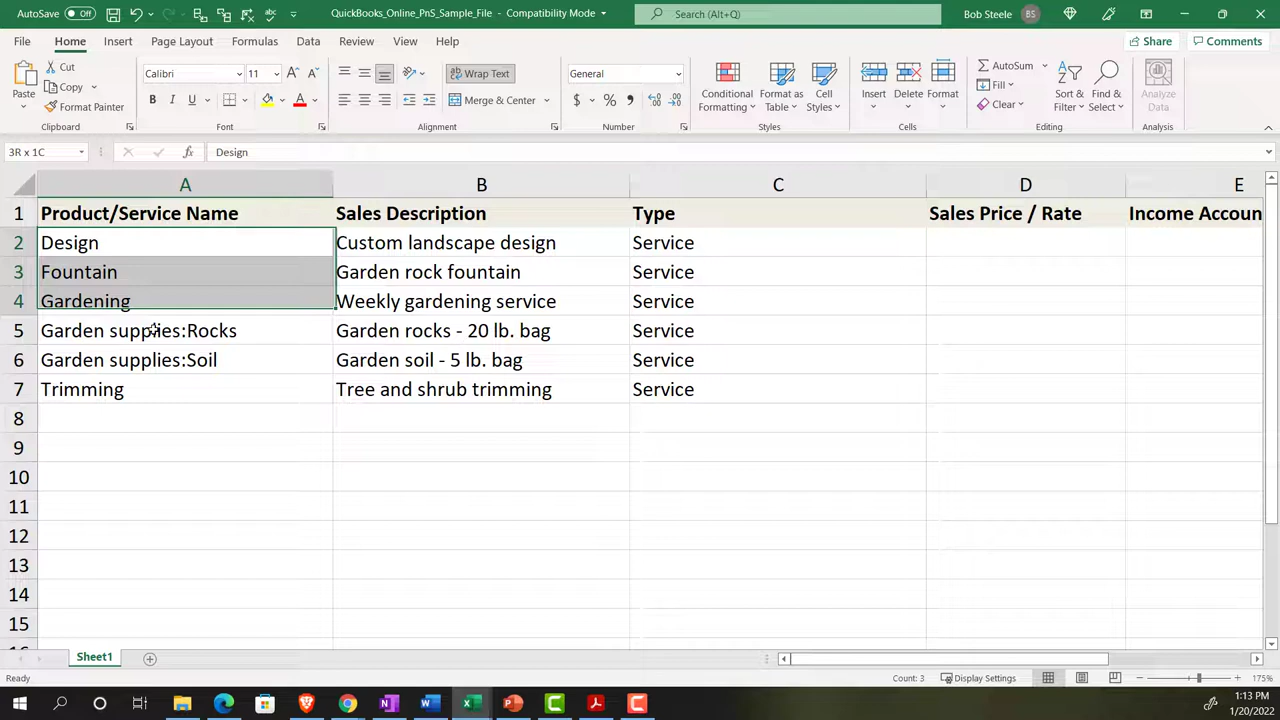 AutoSave Off QuickBooks_Online_PnS_Sample_File - Compatibility Mode Search (Alt+Q) Bob Steele BS
File Home Insert Page Layout Formulas Data Review View Help Share Comments
Paste Cut Copy Format Painter Clipboard
Calibri 11 B I U A Font
Wrap Text Merge & Center Alignment
General $ % Number
Conditional Formatting Format as Table Cell Styles Styles
Insert Delete Format Cells
AutoSum Fill Clear Sort & Filter Find & Select Editing
Analyze Data Analysis
3R x 1C fx Design
A B C D E
1 Product/Service Name Sales Description Type Sales Price / Rate Income Accoun
2 Design Custom landscape design Service
3 Fountain Garden rock fountain Service
4 Gardening Weekly gardening service Service
5 Garden supplies:Rocks Garden rocks - 20 lb. bag Service
6 Garden supplies:Soil Garden soil - 5 lb. bag Service
7 Trimming Tree and shrub trimming Service
8
9
10
11
12
13
14
15
Sheet1
Ready Count: 3 Display Settings 175%
1:13 PM
1/20/2022